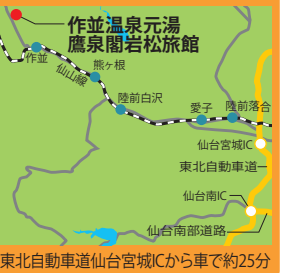 作並温泉元湯
鷹泉閣岩松旅館
作並
仙山線
熊ヶ根
陸前白沢
愛子
陸前落合
仙台宮城IC
東北自動車道
仙台南IC
仙台南部道路
東北自動車道仙台宮城ICから車で約25分